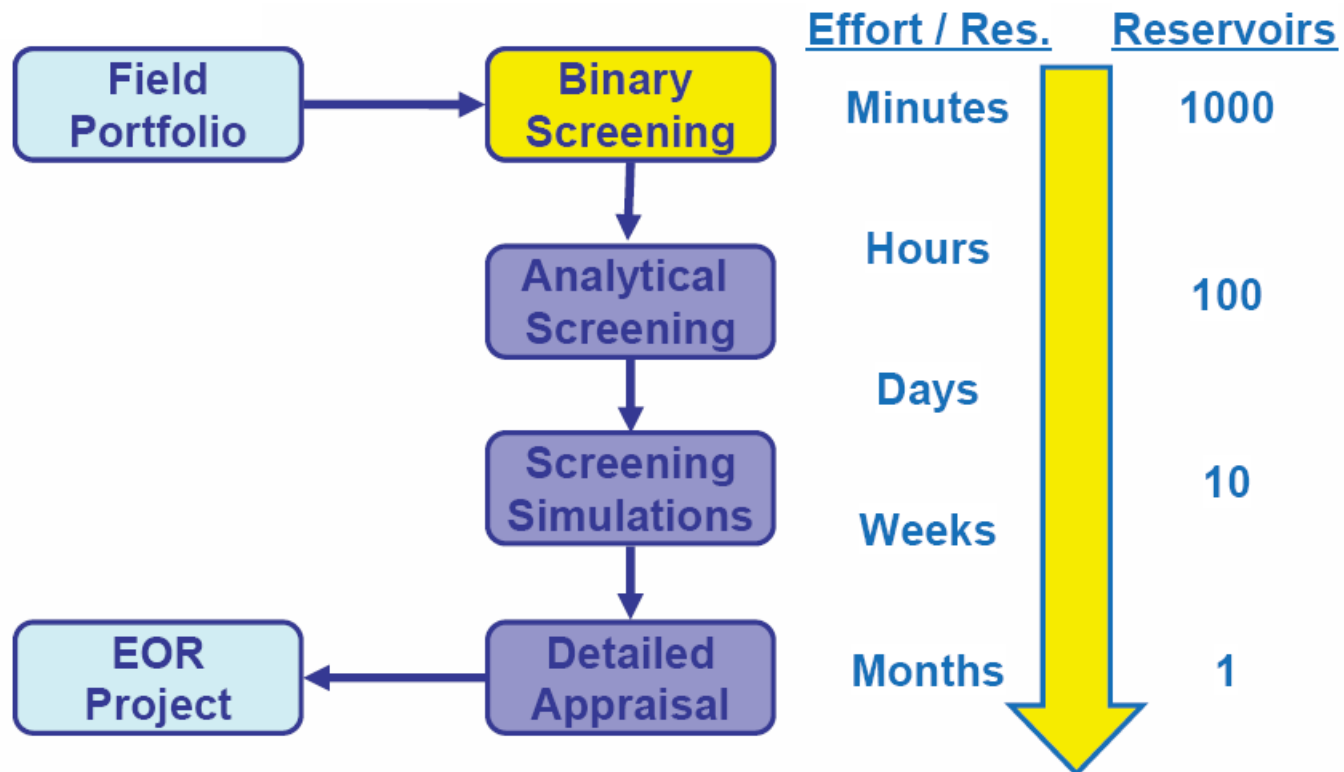 Effort / Res.
Reservoirs
Field
Portfolio
Binary
Screening
Minutes
1000
Hours
Analytical
Screening
100
Days
Screening
Simulations
10
Weeks
EOR
Project
Detailed
Appraisal
Months
1